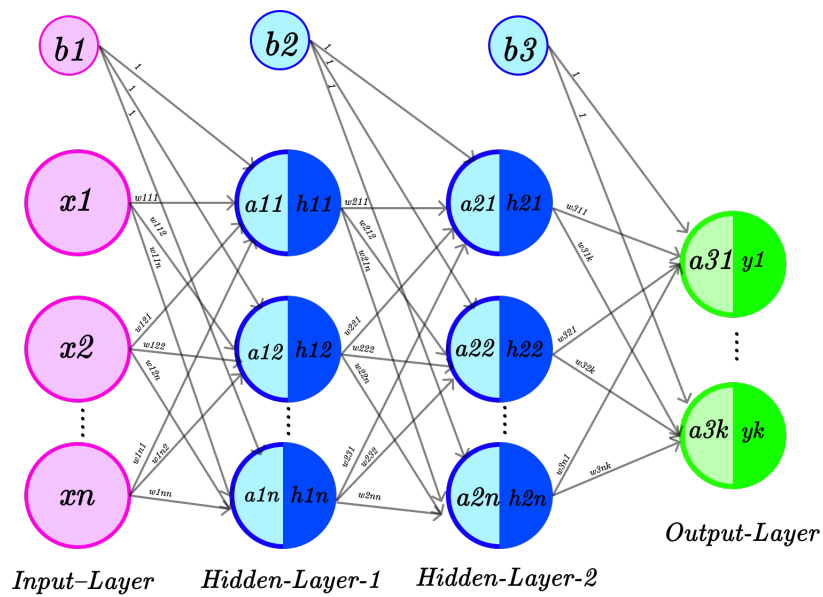 b1
b2
b3
1
1
1
1
1
1
1
1
x1
x2
xn
w111
w112
w11n
w121
w122
w12n
w1n1
w1n2
w1nn
a11 h11
a12 h12
a1n h1n
w211
w212
w21n
w221
w222
w22n
w231
w232
w2nn
a21 h21
a22 h22
a2n h2n
w311
w31k
w321
w32k
w3n1
w3nk
a31 y1
a3k yk
Input-Layer
Hidden-Layer-1
Hidden-Layer-2
Output-Layer